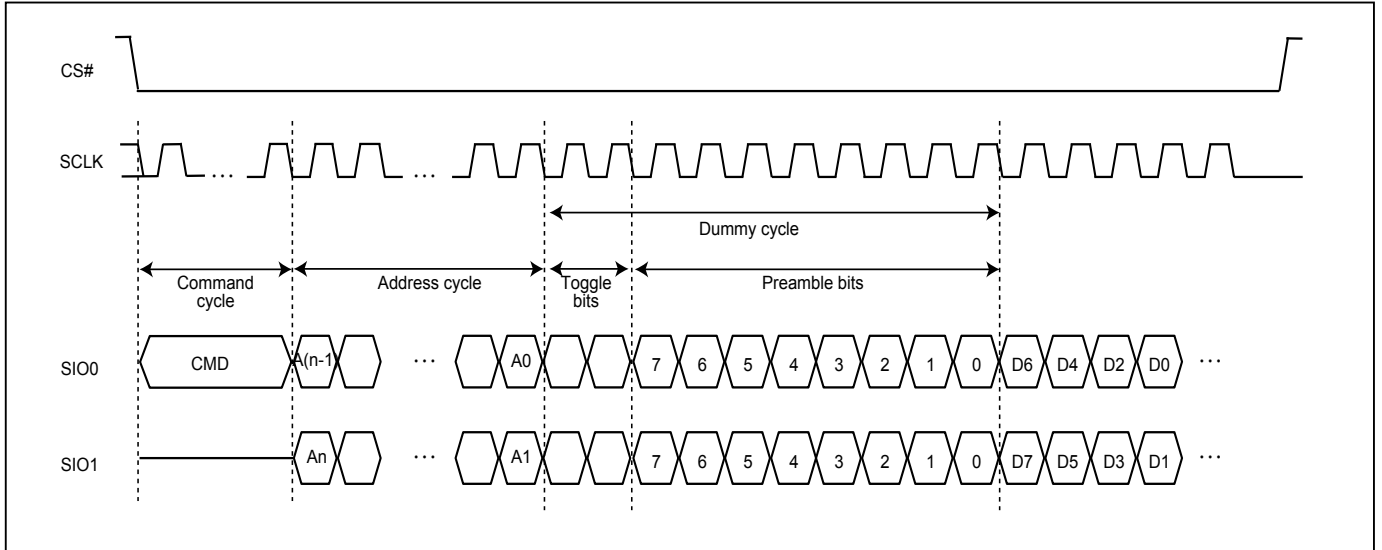 CS#
SCLK
...
...
Dummy cycle
Command
cycle
Address cycle
Toggle
bits
Preamble bits
SIO0
CMD
A(n-1)
...
A0
7
6
5
4
3
2
1
0
D6
D4
D2
D0
...
SIO1
An
...
A1
7
6
5
4
3
2
1
0
D7
D5
D3
D1
...